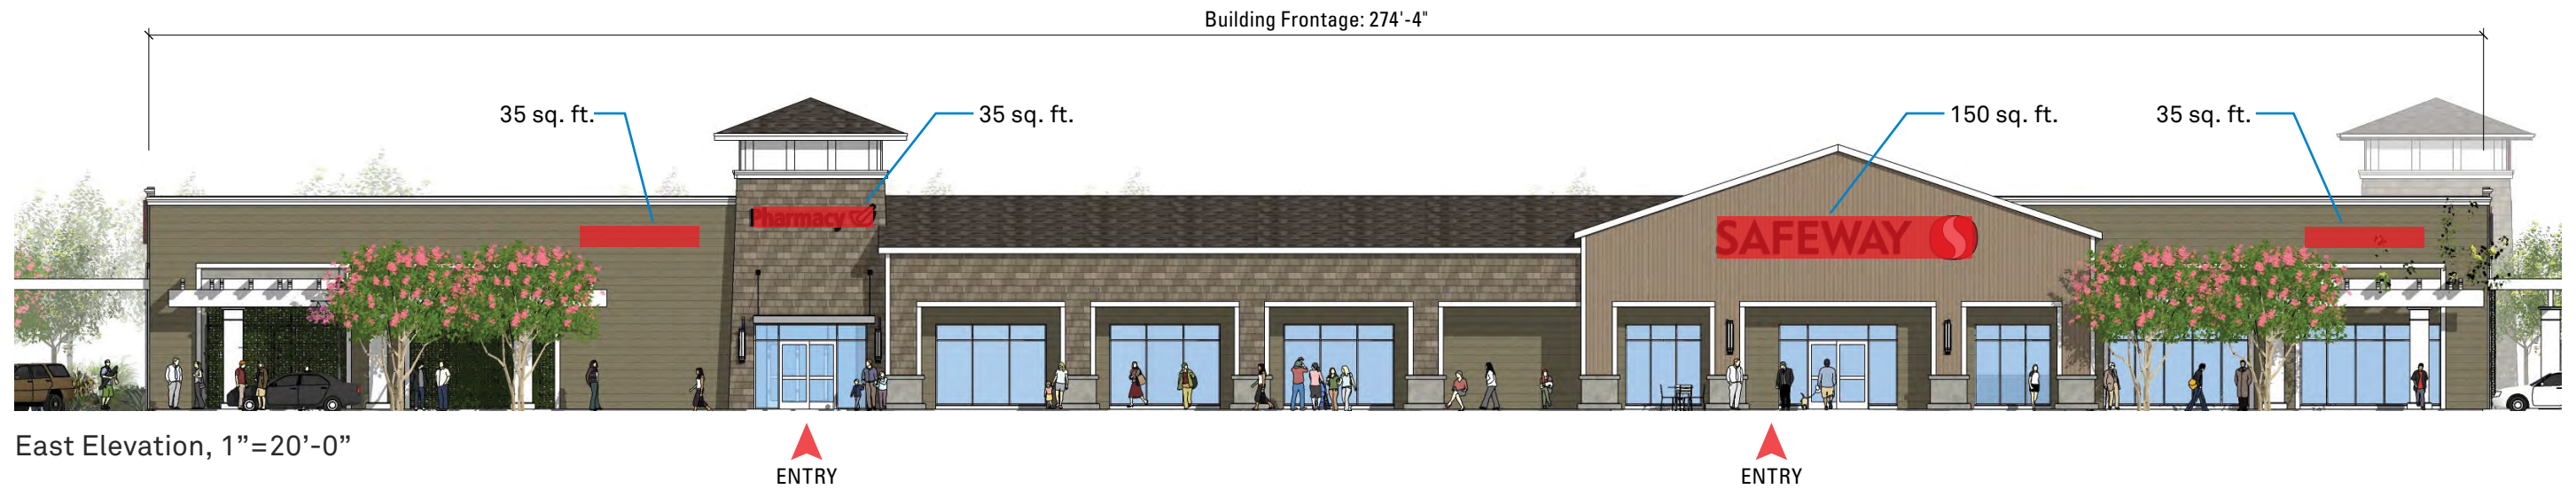 Building Frontage: 274'-4"
35 sq. ft.
35 sq. ft.
150 sq. ft.
35 sq. ft.
Pharmacy
SAFEWAY
East Elevation, 1”=20’-0”
ENTRY
ENTRY